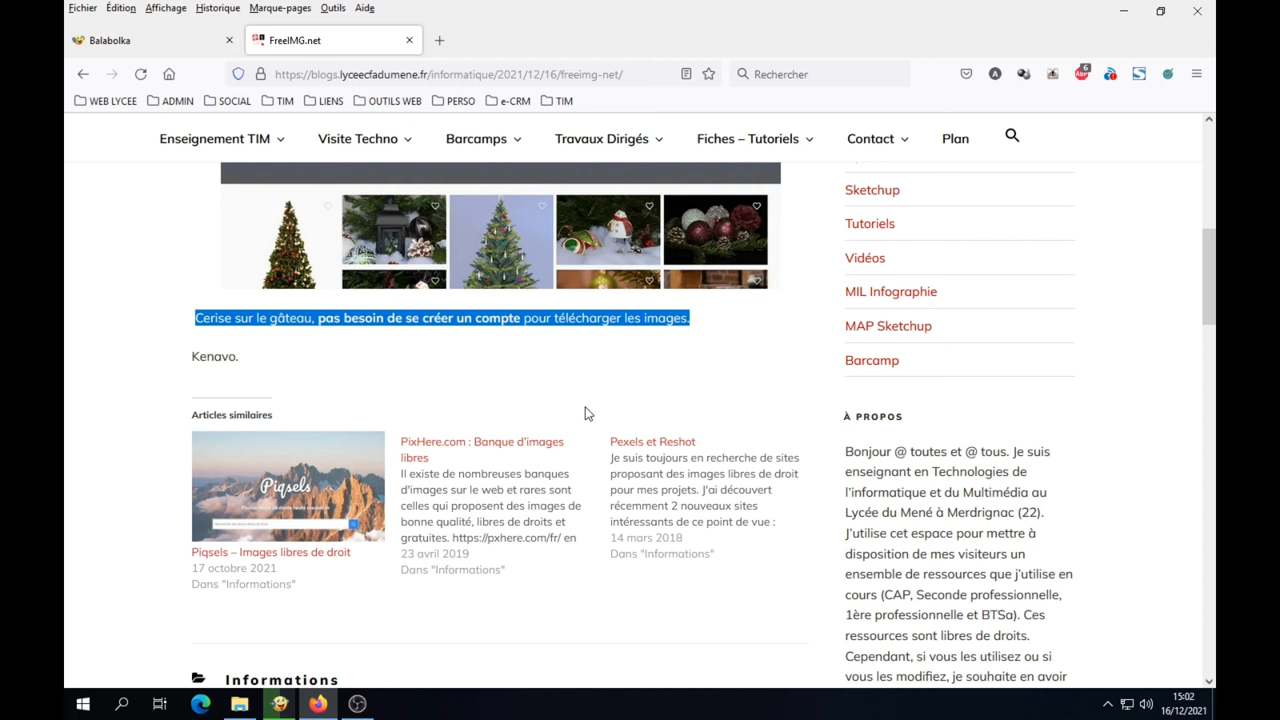 Fichier Édition Affichage Historique Marque-pages Outils Aide
Balabolka
FreeIMG.net
https://blogs.lyceecfadumene.fr/informatique/2021/12/16/freeimg-net/
Rechercher
6
WEB LYCEE ADMIN SOCIAL TIM LIENS OUTILS WEB PERSO e-CRM TIM
Enseignement TIM Visite Techno Barcamps Travaux Dirigés Fiches – Tutoriels Contact Plan
Cerise sur le gâteau, pas besoin de se créer un compte pour télécharger les images.
Kenavo.
Articles similaires
Piqsels
Piqsels – Images libres de droit
17 octobre 2021
Dans "Informations"
PixHere.com : Banque d'images
libres
Il existe de nombreuses banques
d'images sur le web et rares sont
celles qui proposent des images de
bonne qualité, libres de droits et
gratuites. https://pxhere.com/fr/ en
23 avril 2019
Dans "Informations"
Pexels et Reshot
Je suis toujours en recherche de sites
proposant des images libres de droit
pour mes projets. J'ai découvert
récemment 2 nouveaux sites
intéressants de ce point de vue :
14 mars 2018
Dans "Informations"
Informations
Sketchup
Tutoriels
Vidéos
MIL Infographie
MAP Sketchup
Barcamp
À PROPOS
Bonjour @ toutes et @ tous. Je suis
enseignant en Technologies de
l'informatique et du Multimédia au
Lycée du Mené à Merdrignac (22).
J'utilise cet espace pour mettre à
disposition de mes visiteurs un
ensemble de ressources que j'utilise en
cours (CAP, Seconde professionnelle,
1ère professionnelle et BTSa). Ces
ressources sont libres de droits.
Cependant, si vous les utilisez ou si
vous les modifiez, je souhaite en avoir
15:02
16/12/2021